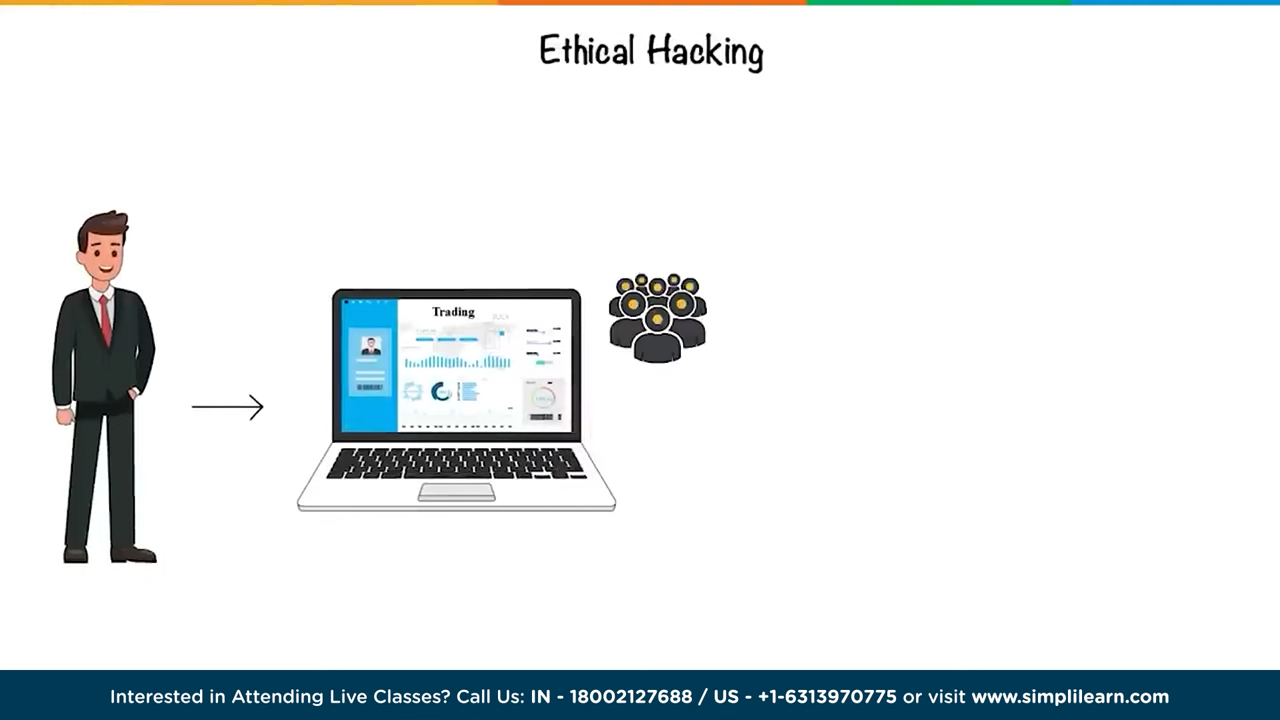 Ethical Hacking
Trading
Interested in Attending Live Classes? Call Us: IN - 18002127688 / US - +1-6313970775 or visit www.simplilearn.com